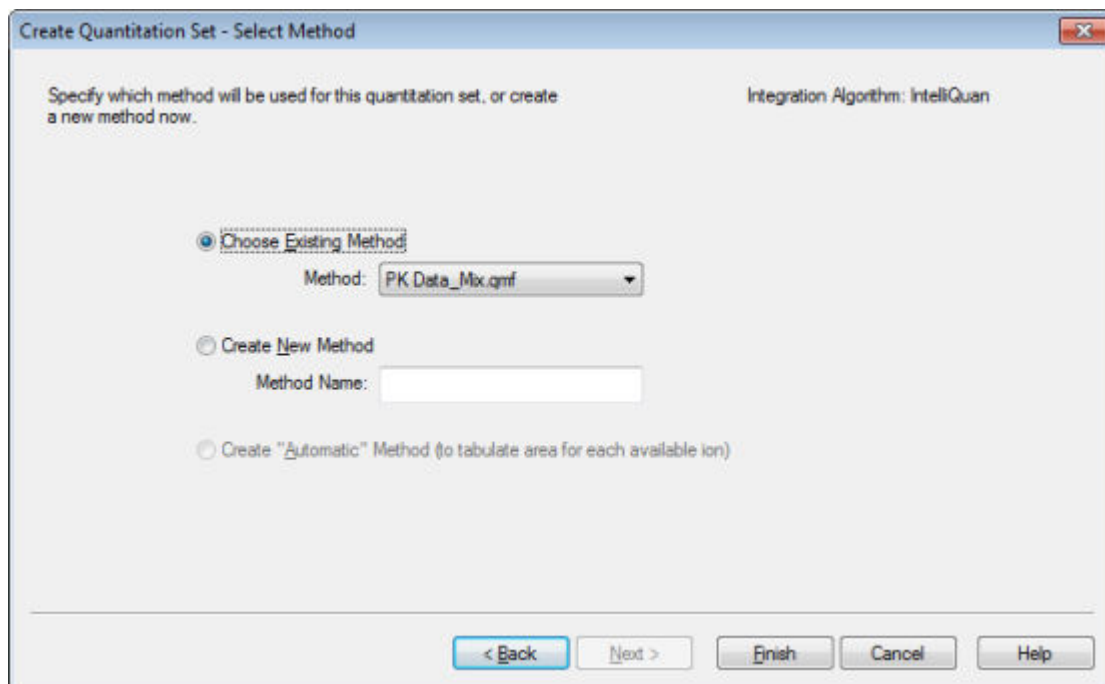 Create Quantitation Set - Select Method
Specify which method will be used for this quantitation set, or create
a new method now.
Integration Algorithm: IntelliQuan
Choose Existing Method
Method: PK Data_Mix.qmf
Create New Method
Method Name:
Create "Automatic" Method (to tabulate area for each available ion)
< Back Next > Finish Cancel Help